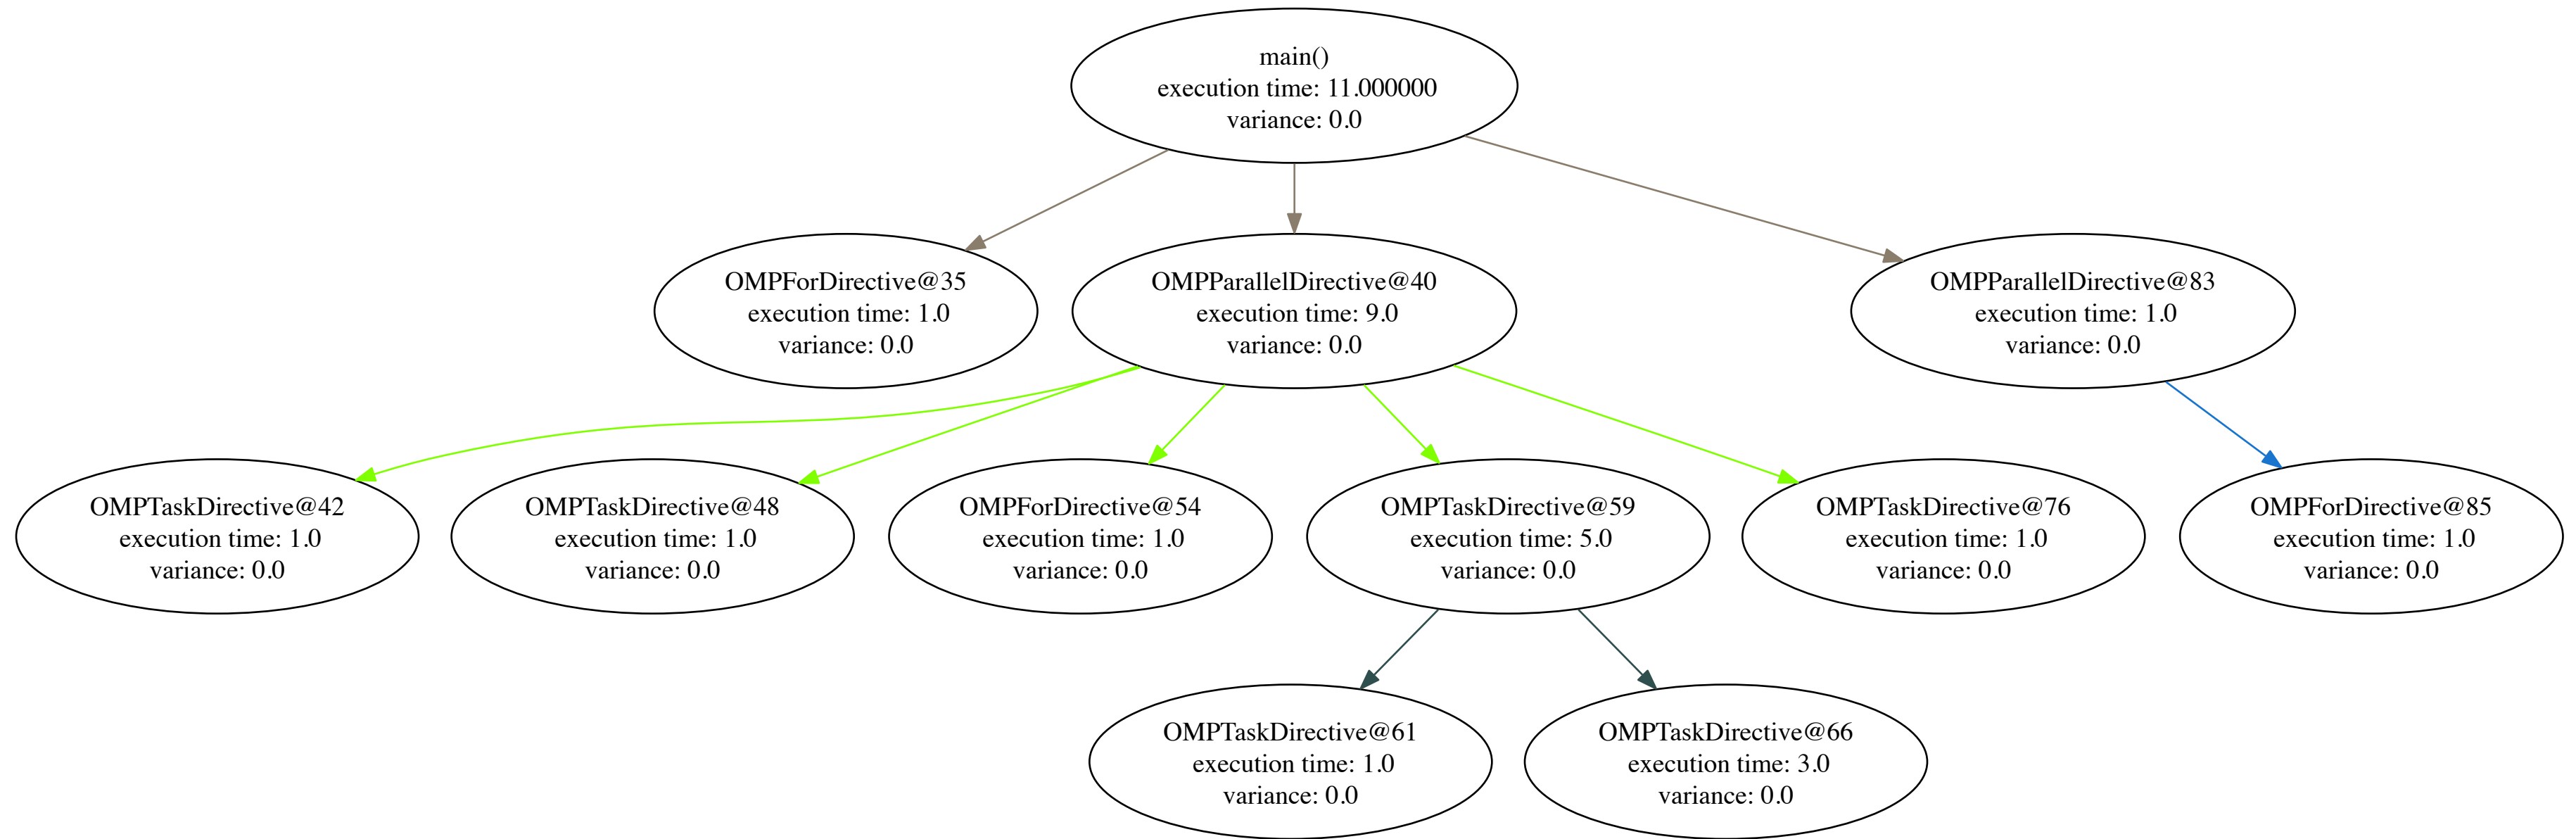 main()
execution time: 11.000000
variance: 0.0
OMPForDirective@35
execution time: 1.0
variance: 0.0
OMPParallelDirective@40
execution time: 9.0
variance: 0.0
OMPParallelDirective@83
execution time: 1.0
variance: 0.0
OMPTaskDirective@42
execution time: 1.0
variance: 0.0
OMPTaskDirective@48
execution time: 1.0
variance: 0.0
OMPForDirective@54
execution time: 1.0
variance: 0.0
OMPTaskDirective@59
execution time: 5.0
variance: 0.0
OMPTaskDirective@76
execution time: 1.0
variance: 0.0
OMPForDirective@85
execution time: 1.0
variance: 0.0
OMPTaskDirective@61
execution time: 1.0
variance: 0.0
OMPTaskDirective@66
execution time: 3.0
variance: 0.0